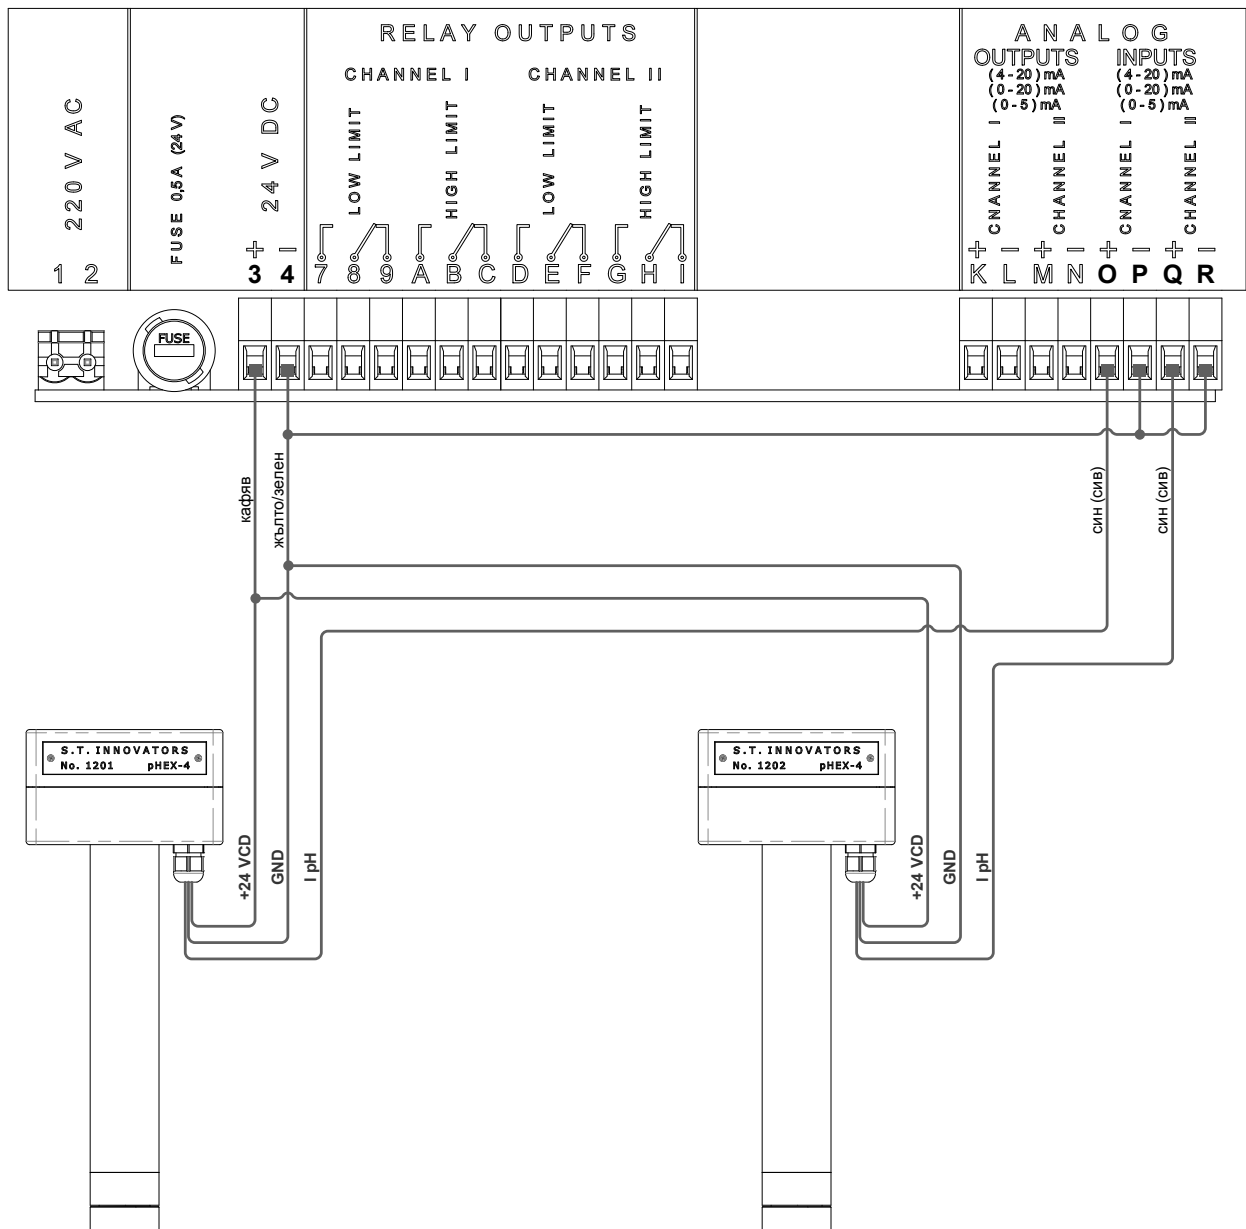 RELAY OUTPUTS
CHANNEL I
CHANNEL II
220V AC
FUSE 0,5 A (24 V)
24 V DC
LOW LIMIT
HIGH LIMIT
LOW LIMIT
HIGH LIMIT
ANALOG
OUTPUTS
INPUTS
(4-20)mA
(4-20)mA
(0-20)mA
(0-20)mA
(0-5)mA
(0-5)mA
CNANNEL I
CHANNEL II
CNANNEL I
CHANNEL II
+ −
+ − + − + − + −
1 2
3 4
7 8 9 A B C D E F G H I
K L M N O P Q R
FUSE
кафяв
жълто/зелен
син (сив)
син (сив)
S.T. INNOVATORS
No. 1201 pHEX-4
S.T. INNOVATORS
No. 1202 pHEX-4
+24 VCD
GND
I pH
+24 VCD
GND
I pH